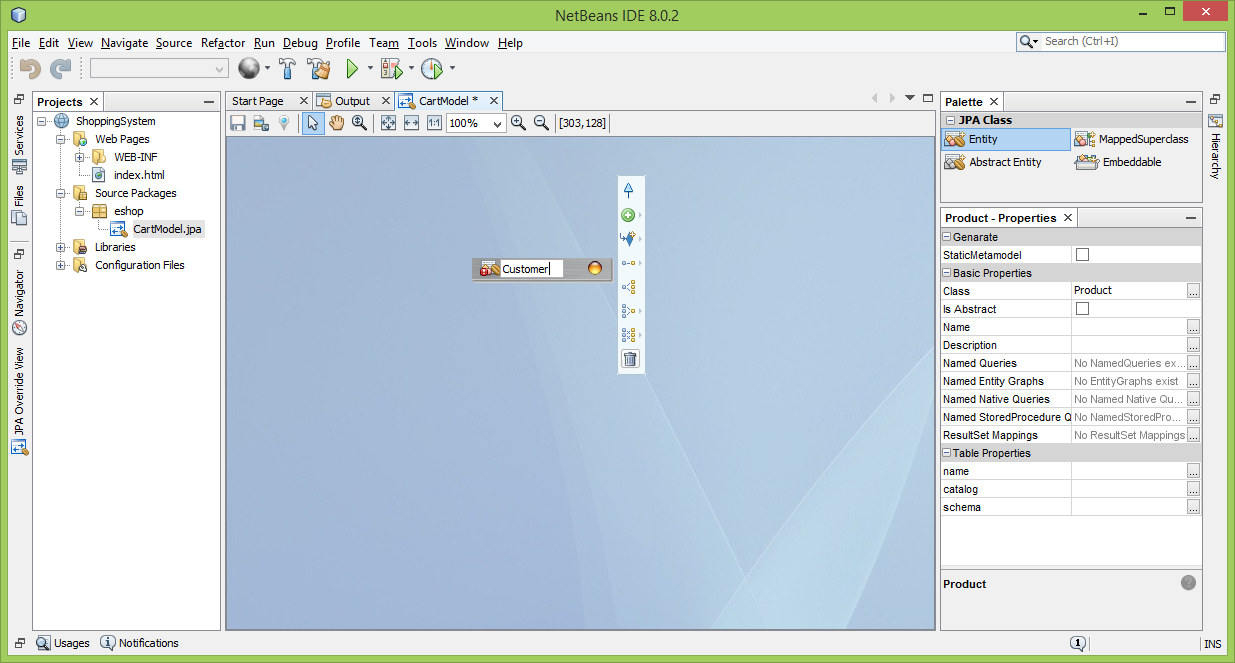 NetBeans IDE 8.0.2
File Edit View Navigate Source Refactor Run Debug Profile Team Tools Window Help
Search (Ctrl+I)
Projects
ShoppingSystem
Web Pages
WEB-INF
index.html
Source Packages
eshop
CartModel.jpa
Libraries
Configuration Files
Services
Files
Navigator
JPA Override View
Start Page
Output
CartModel *
100%
[303,128]
1:1
Customer
Palette
JPA Class
Entity
MappedSuperclass
Abstract Entity
Embeddable
Hierarchy
Product - Properties
Genarate
StaticMetamodel
Basic Properties
Class Product ...
Is Abstract
Name ...
Description ...
Named Queries No NamedQueries ex... ...
Named Entity Graphs No EntityGraphs exist ...
Named Native Queries No Named Native Qu... ...
Named StoredProcedure Q No NamedStoredPro... ...
ResultSet Mappings No ResultSet Mappings ...
Table Properties
name ...
catalog ...
schema ...
Product
Usages
Notifications
1
INS